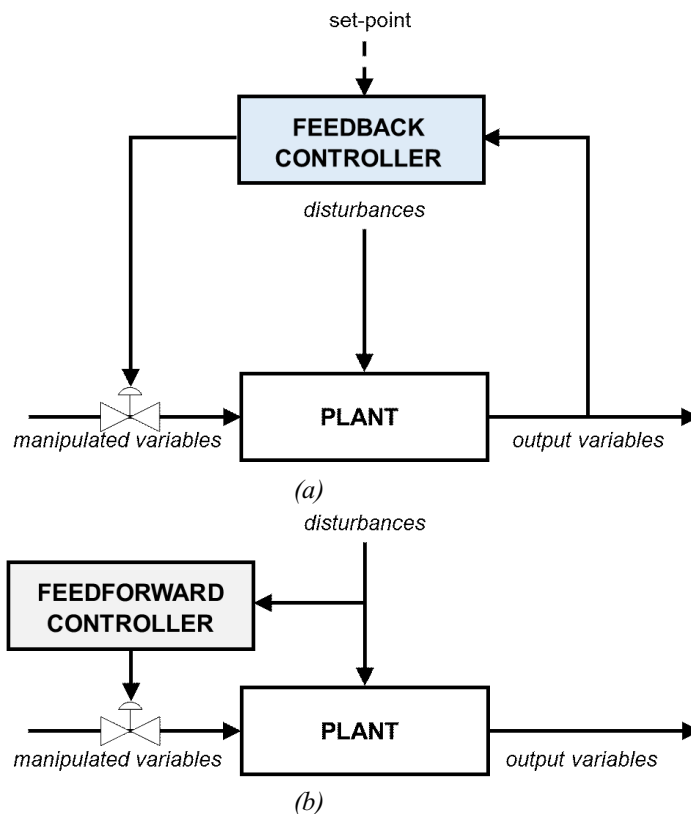 set-point
FEEDBACK
CONTROLLER
disturbances
PLANT
manipulated variables
output variables
(a)
disturbances
FEEDFORWARD
CONTROLLER
PLANT
manipulated variables
output variables
(b)